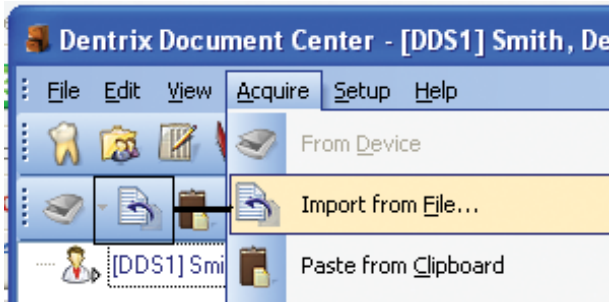 Dentrix Document Center - [DDS1] Smith, De
File Edit View Acquire Setup Help
From Device
Import from File...
[DDS1] Smi
Paste from Clipboard